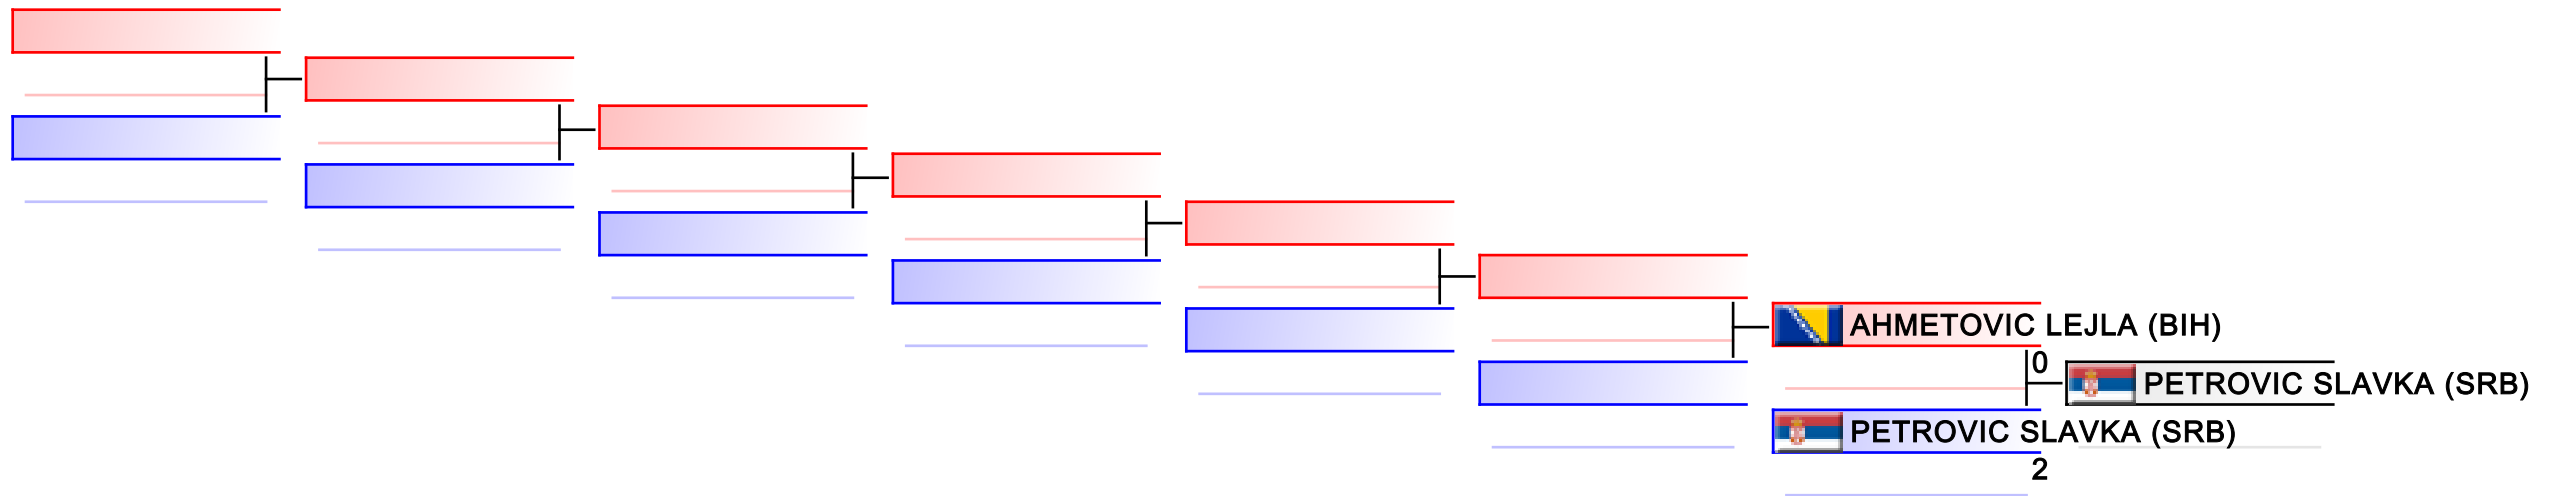 AHMETOVIC LEJLA (BIH)
0
PETROVIC SLAVKA (SRB)
PETROVIC SLAVKA (SRB)
2